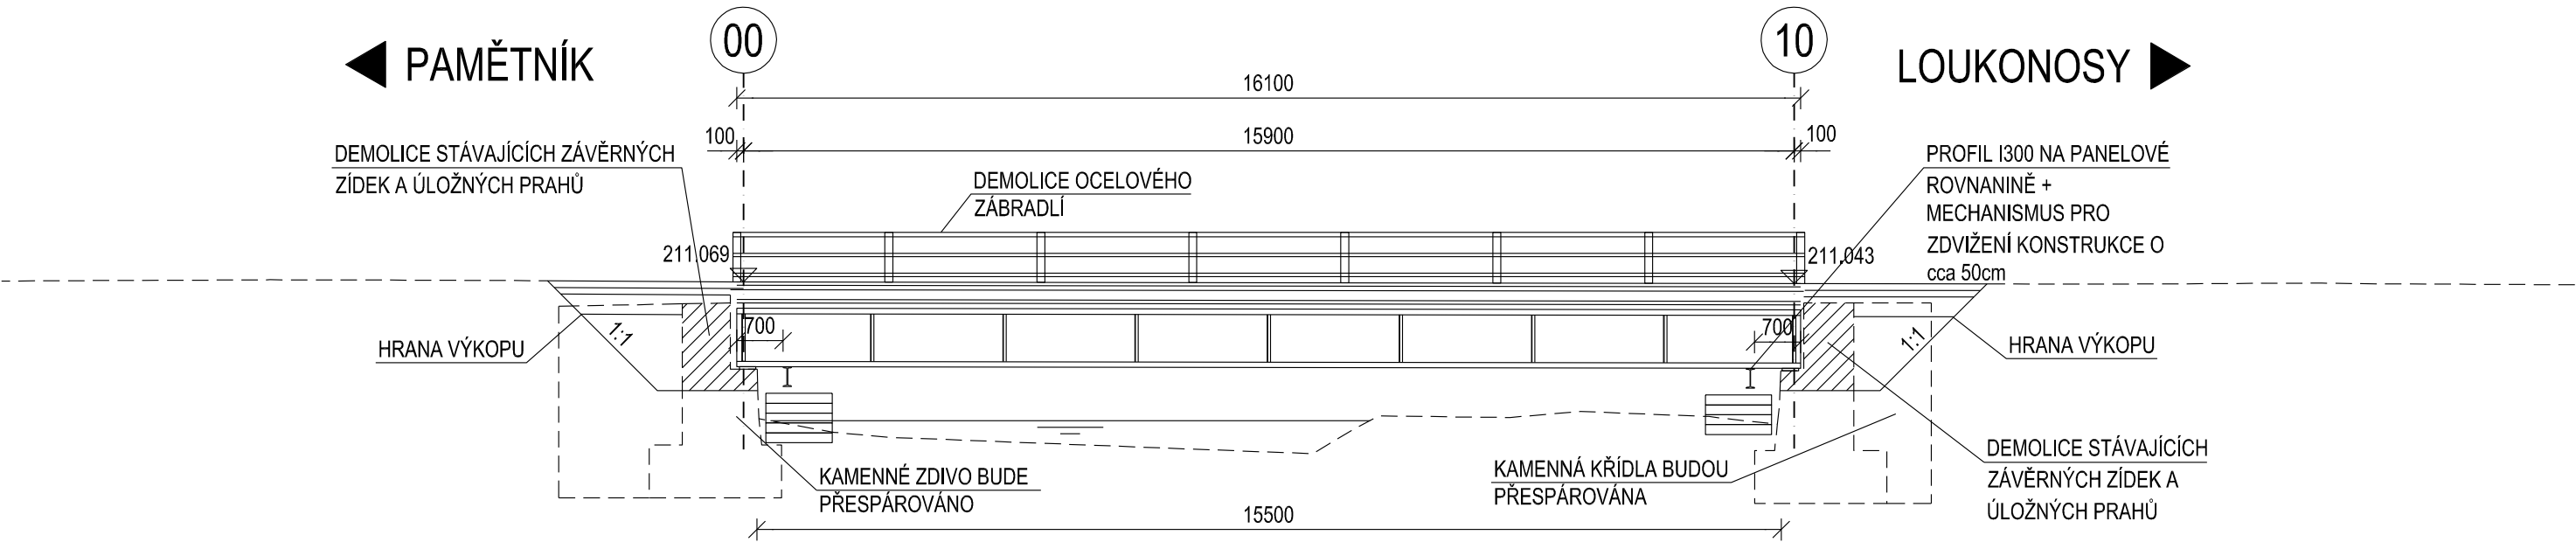 00
10
PAMĚTNÍK
LOUKONOSY
16100
100
15900
100
DEMOLICE STÁVAJÍCÍCH ZÁVĚRNÝCH
ZÍDEK A ÚLOŽNÝCH PRAHŮ
DEMOLICE OCELOVÉHO
ZÁBRADLÍ
PROFIL I300 NA PANELOVÉ
ROVNANINĚ +
MECHANISMUS PRO
ZDVIŽENÍ KONSTRUKCE O
cca 50cm
211.069
211.043
700
700
1:1
1:1
HRANA VÝKOPU
HRANA VÝKOPU
KAMENNÉ ZDIVO BUDE
PŘESPÁROVÁNO
KAMENNÁ KŘÍDLA BUDOU
PŘESPÁROVÁNA
DEMOLICE STÁVAJÍCÍCH
ZÁVĚRNÝCH ZÍDEK A
ÚLOŽNÝCH PRAHŮ
15500